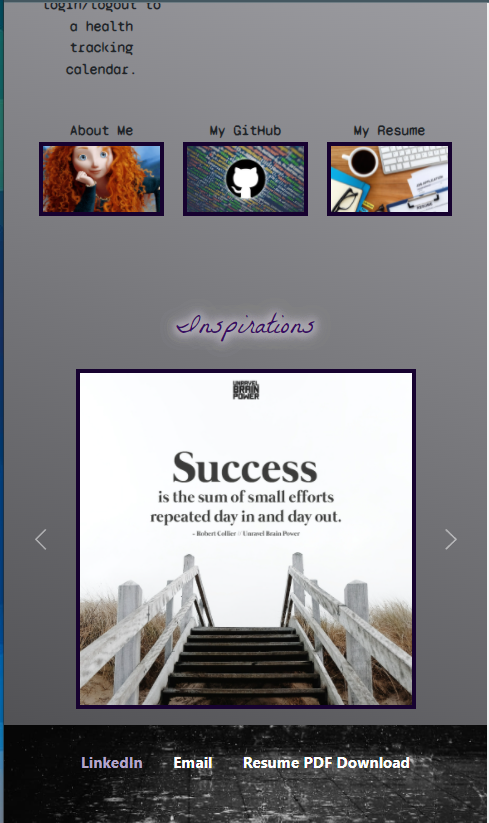 login/logout to
a health
tracking
calendar.
About Me
My GitHub
My Resume
Inspirations
UNRAVEL
BRAIN
POWER
Success
is the sum of small efforts
repeated day in and day out.
- Robert Collier // Unravel Brain Power
LinkedIn
Email
Resume PDF Download